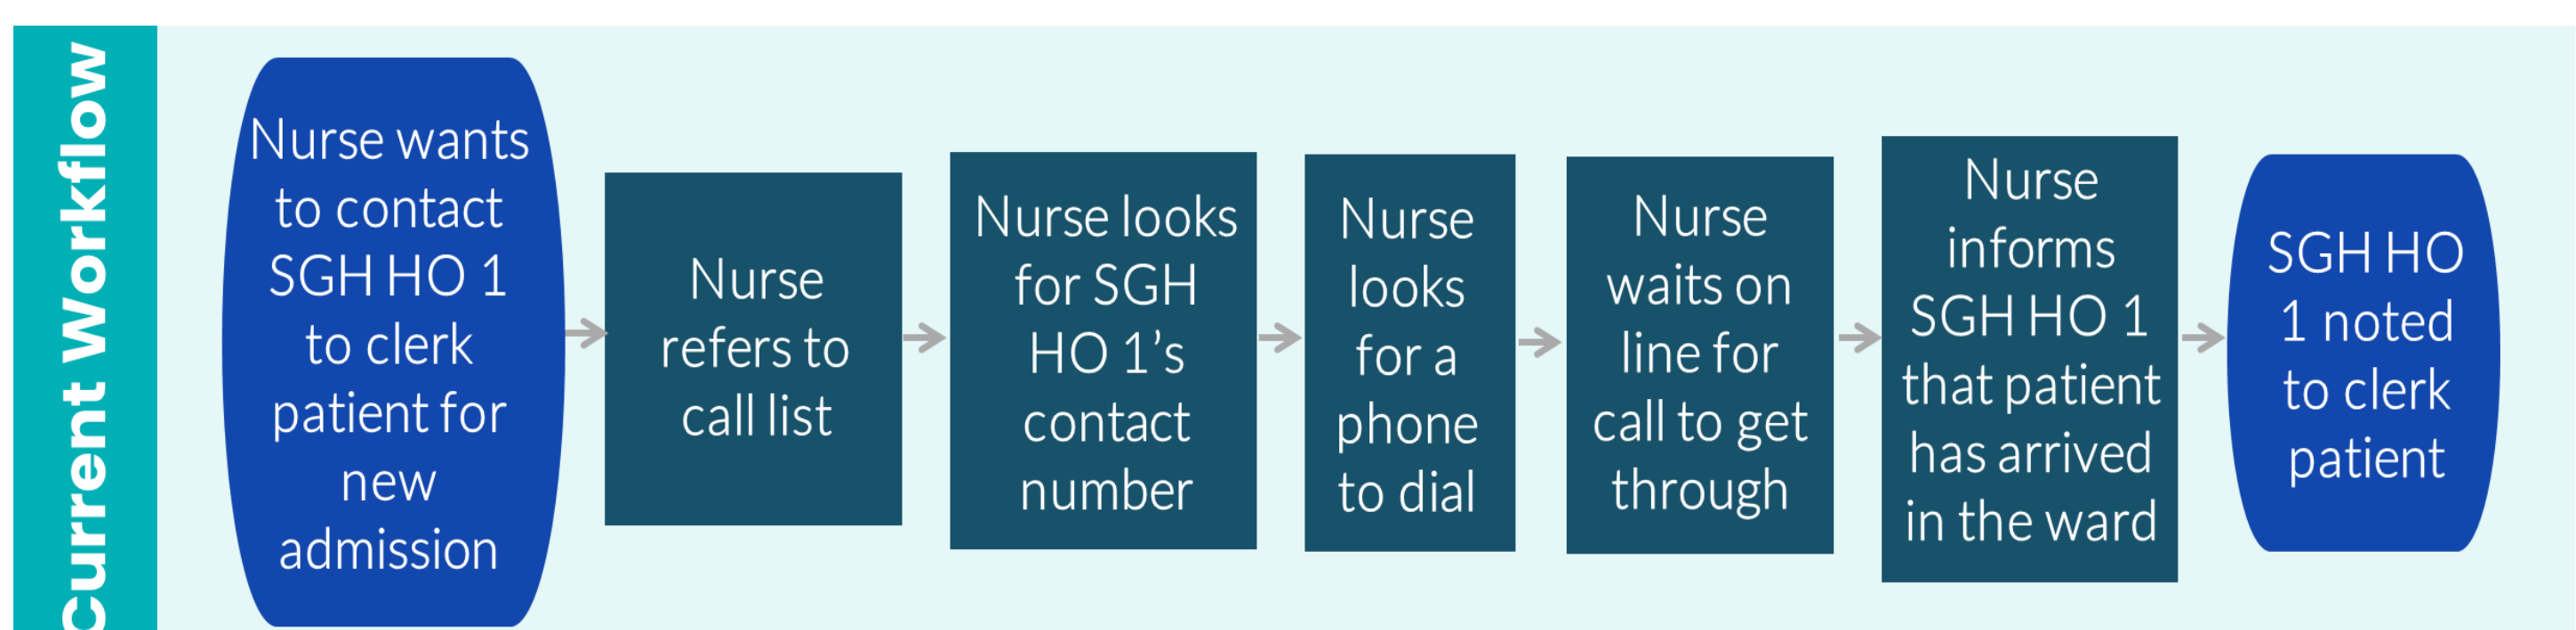 Current Workflow
Nurse wants
to contact
SGH HO 1
to clerk
patient for
new
admission
Nurse
refers to
call list
Nurse looks
for SGH
HO 1's
contact
number
Nurse
looks
for a
phone
to dial
Nurse
waits on
line for
call to get
through
Nurse
informs
SGH HO 1
that patient
has arrived
in the ward
SGH HO
1 noted
to clerk
patient